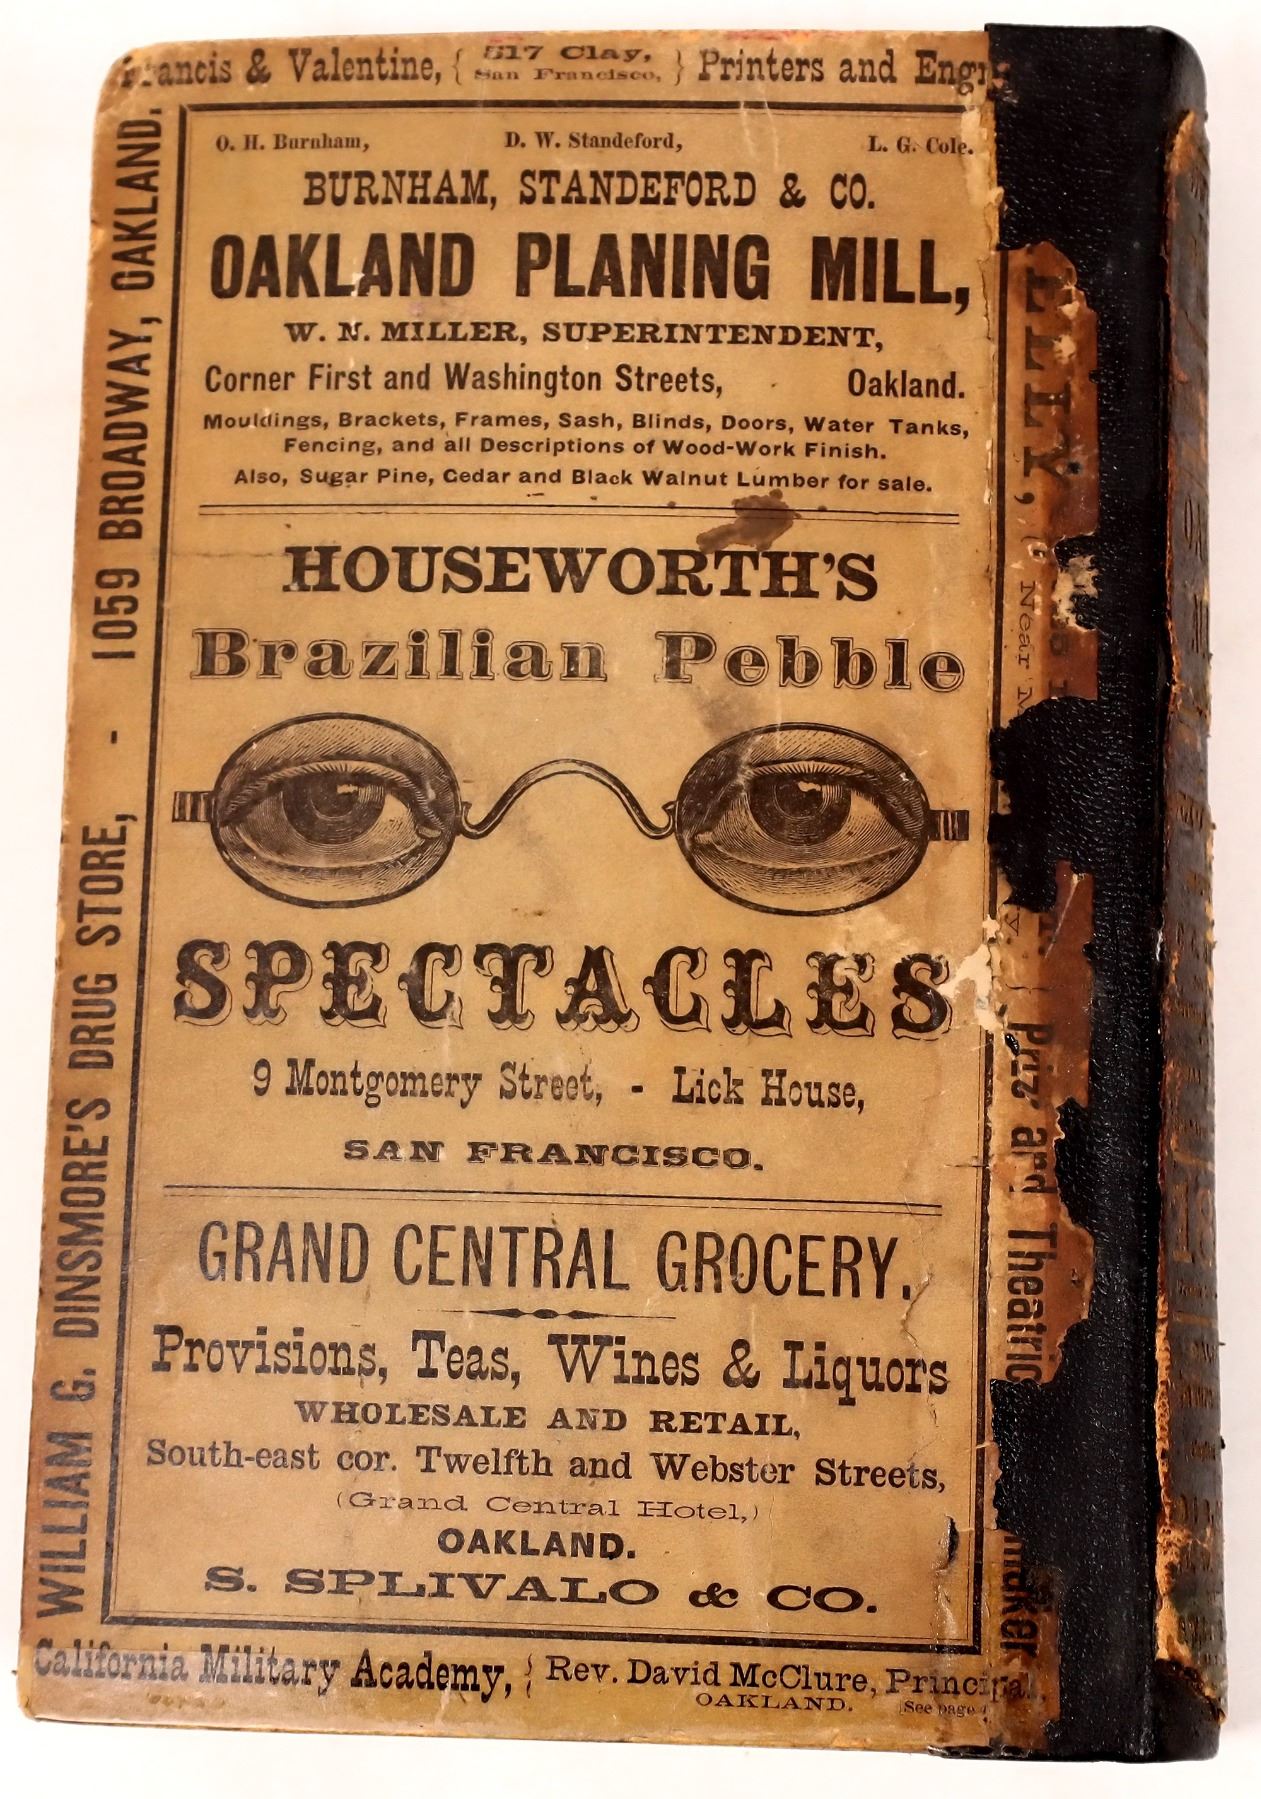 Francis & Valentine, { 517 Clay, San Francisco, } Printers and
O. H. Burnham, D. W. Standeford, L. G. Cole.
BURNHAM, STANDEFORD & CO.
OAKLAND PLANING MILL,
W. N. MILLER, SUPERINTENDENT,
Corner First and Washington Streets, Oakland.
Mouldings, Brackets, Frames, Sash, Blinds, Doors, Water Tanks,
Fencing, and all Descriptions of Wood-Work Finish.
Also, Sugar Pine, Cedar and Black Walnut Lumber for sale.
HOUSEWORTH'S
Brazilian Pebble
SPECTACLES
9 Montgomery Street, - Lick House,
SAN FRANCISCO.
GRAND CENTRAL GROCERY.
Provisions, Teas, Wines & Liquors
WHOLESALE AND RETAIL,
South-east cor. Twelfth and Webster Streets,
(Grand Central Hotel,)
OAKLAND.
S. SPLIVALO & CO.
California Military Academy, { Rev. David McClure, Principal,
OAKLAND. [See page
WILLIAM G. DINSMORE'S DRUG STORE, - 1059 BROADWAY, OAKLAND.
Near
and